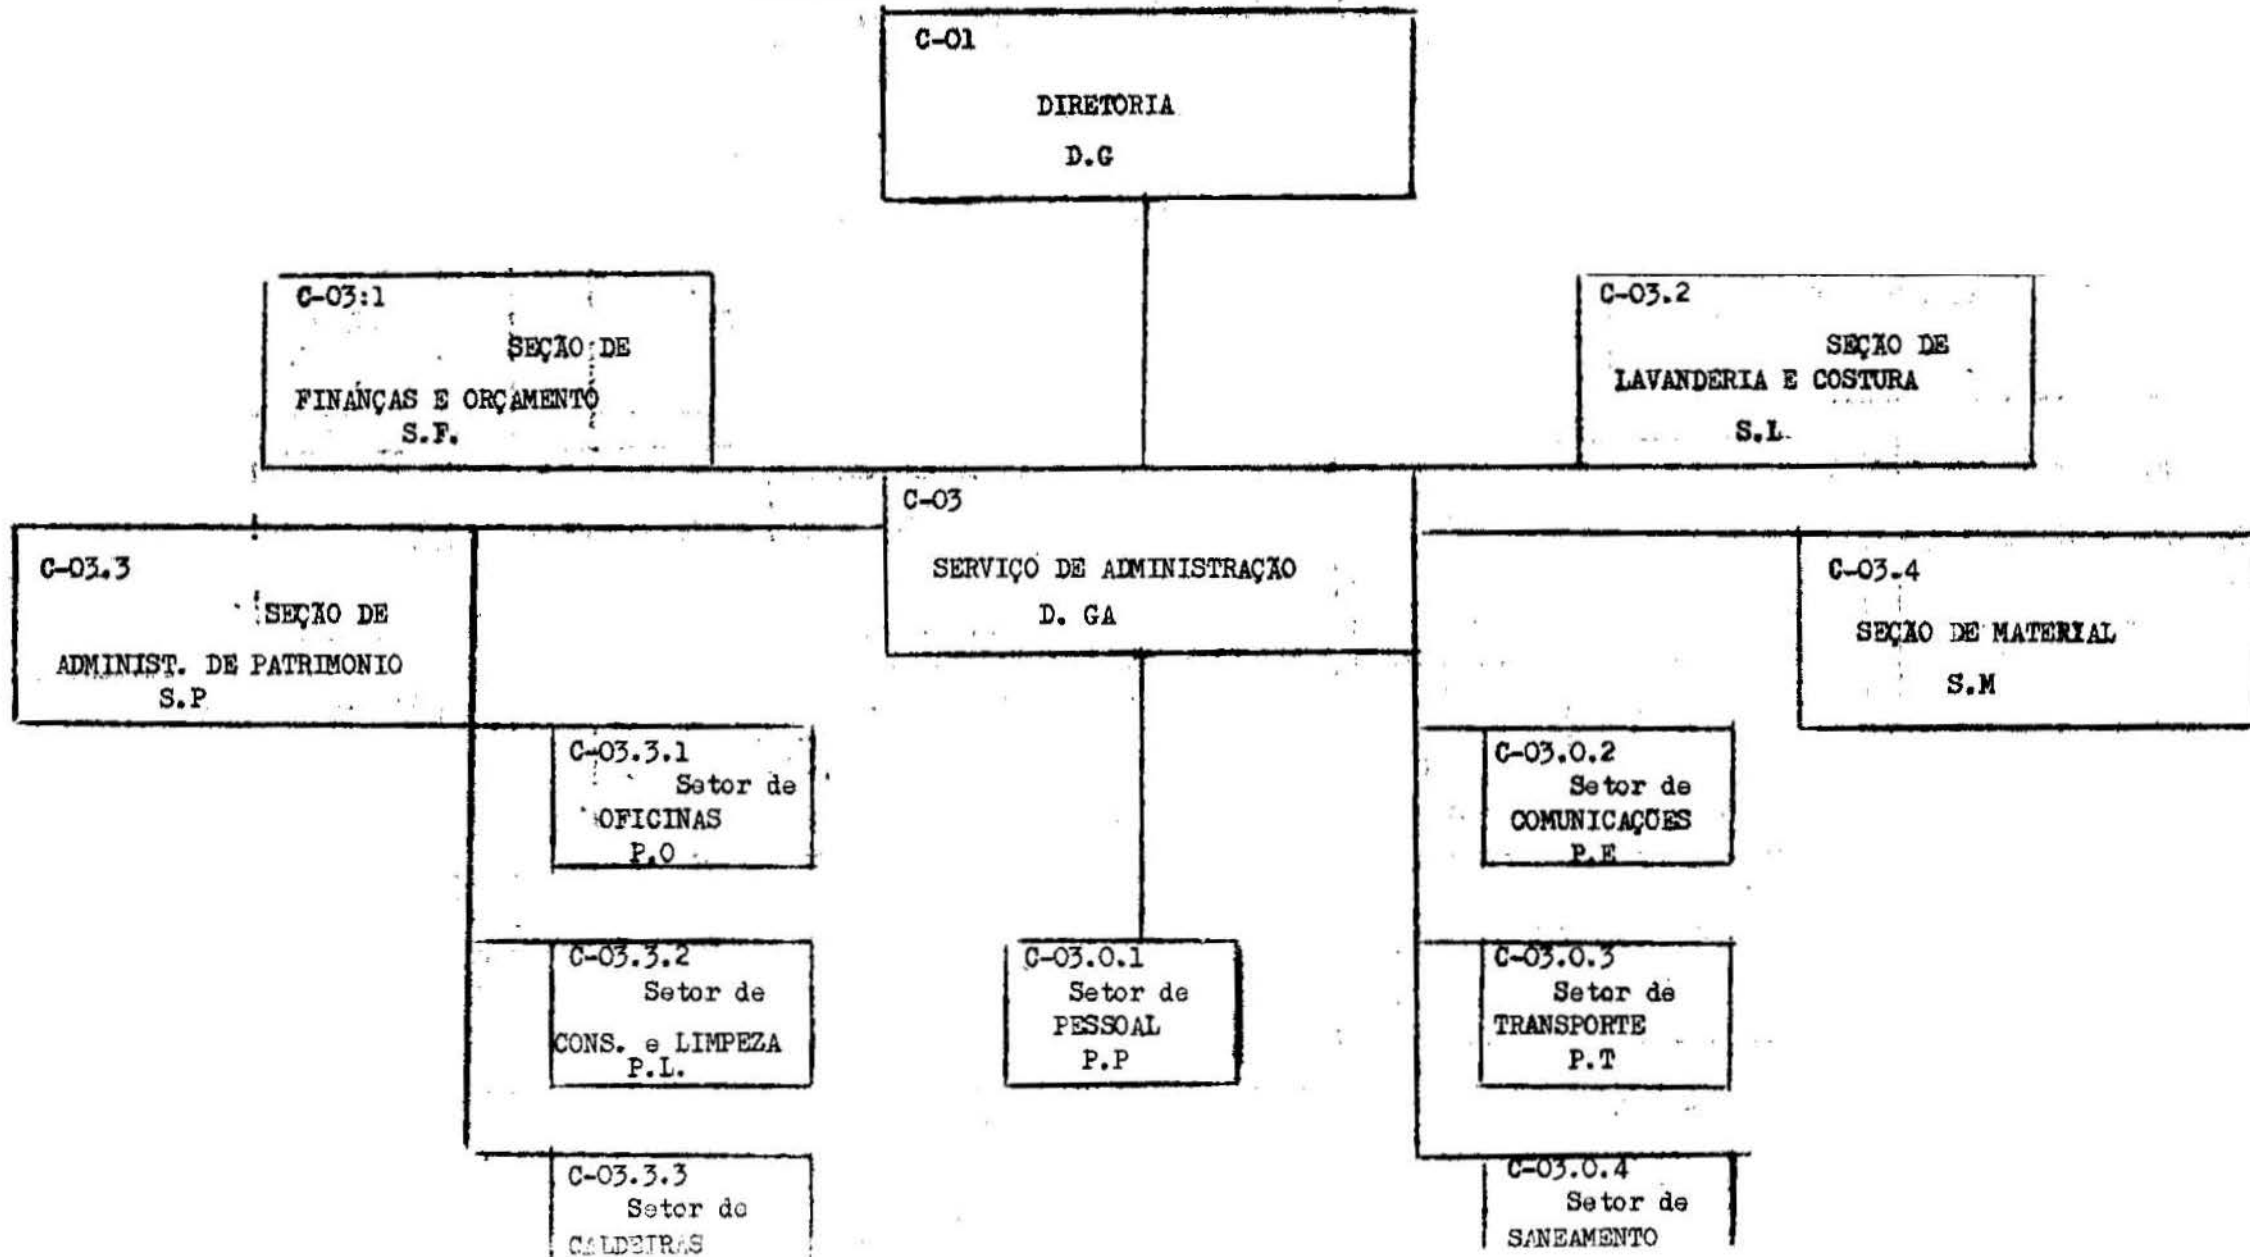 C-01
DIRETORIA
D.G
C-03:1
SEÇÃO DE
FINANÇAS E ORÇAMENTO
S.F.
C-03.2
SEÇÃO DE
LAVANDERIA E COSTURA
S.L
C-03
SERVIÇO DE ADMINISTRAÇÃO
D. GA
C-03.3
SEÇÃO DE
ADMINIST. DE PATRIMONIO
S.P
C-03.4
SEÇÃO DE MATERIAL
S.M
C-03.3.1
Setor de
OFICINAS
P.O
C-03.0.2
Setor de
COMUNICAÇÕES
P.E
C-03.3.2
Setor de
CONS. e LIMPEZA
P.L.
C-03.0.1
Setor de
PESSOAL
P.P
C-03.0.3
Setor de
TRANSPORTE
P.T
C-03.3.3
Setor de
CALDEIRAS
C-03.0.4
Setor de
SANEAMENTO